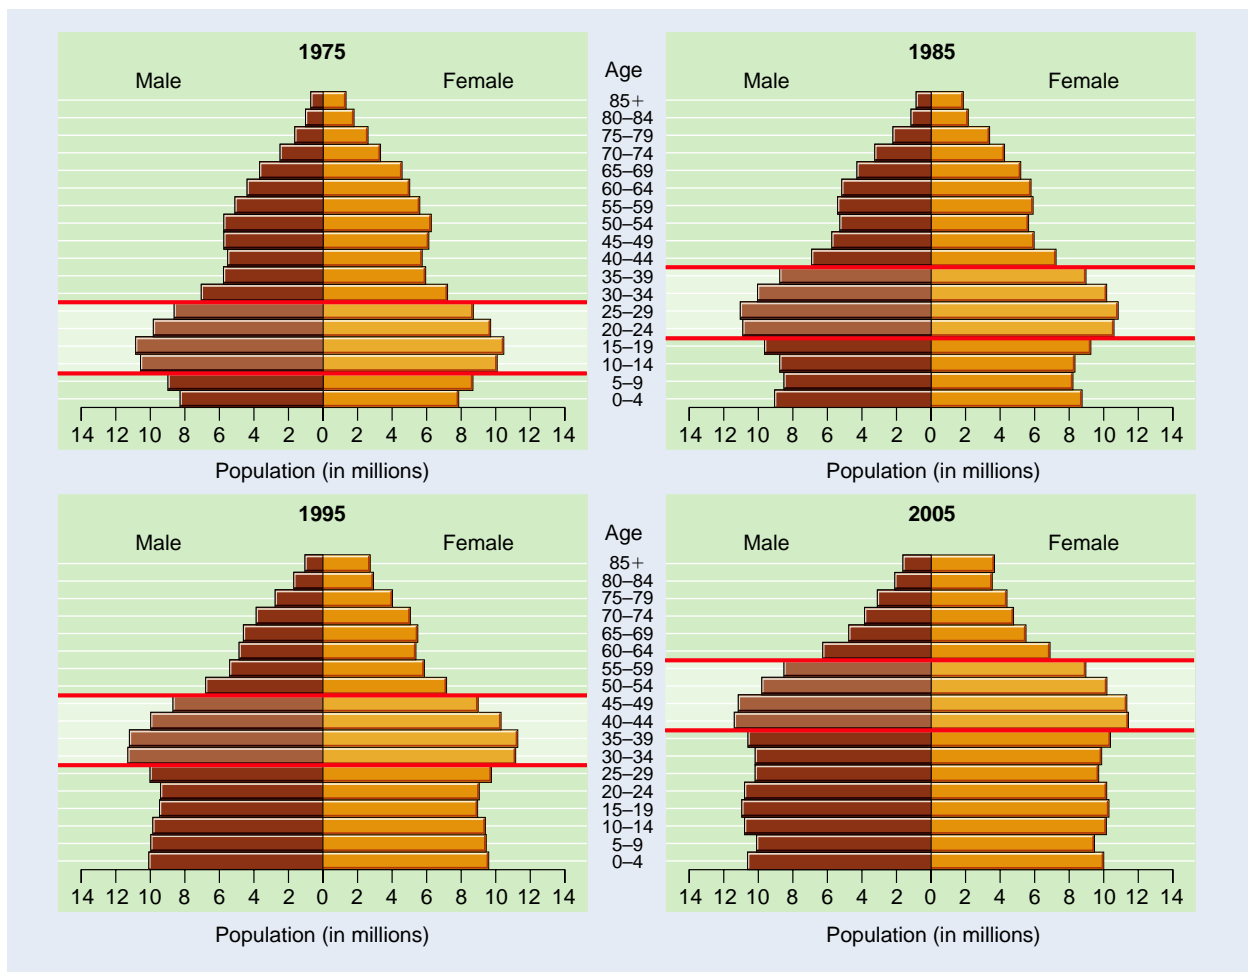 1975
Male
Female
Age
1985
Male
Female
85+
80–84
75–79
70–74
65–69
60–64
55–59
50–54
45–49
40–44
35–39
30–34
25–29
20–24
15–19
10–14
5–9
0–4
14 12 10 8 6 4 2 0 2 4 6 8 10 12 14
Population (in millions)
14 12 10 8 6 4 2 0 2 4 6 8 10 12 14
Population (in millions)
1995
Male
Female
Age
2005
Male
Female
85+
80–84
75–79
70–74
65–69
60–64
55–59
50–54
45–49
40–44
35–39
30–34
25–29
20–24
15–19
10–14
5–9
0–4
14 12 10 8 6 4 2 0 2 4 6 8 10 12 14
Population (in millions)
14 12 10 8 6 4 2 0 2 4 6 8 10 12 14
Population (in millions)